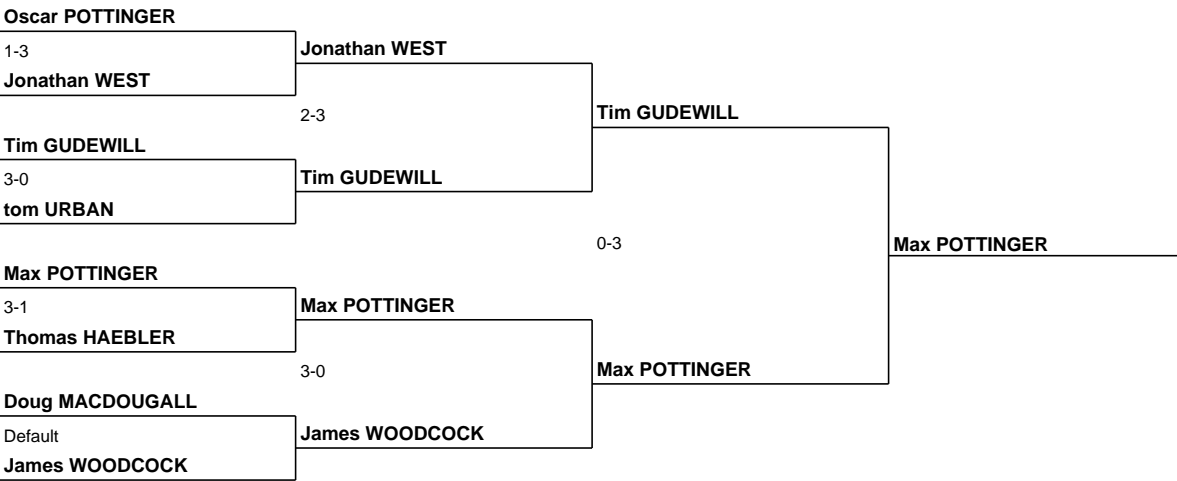 Oscar POTTINGER
1-3
Jonathan WEST
Jonathan WEST
2-3
Tim GUDEWILL
Tim GUDEWILL
3-0
Tim GUDEWILL
tom URBAN
0-3
Max POTTINGER
Max POTTINGER
3-1
Max POTTINGER
Thomas HAEBLER
3-0
Max POTTINGER
Doug MACDOUGALL
Default
James WOODCOCK
James WOODCOCK